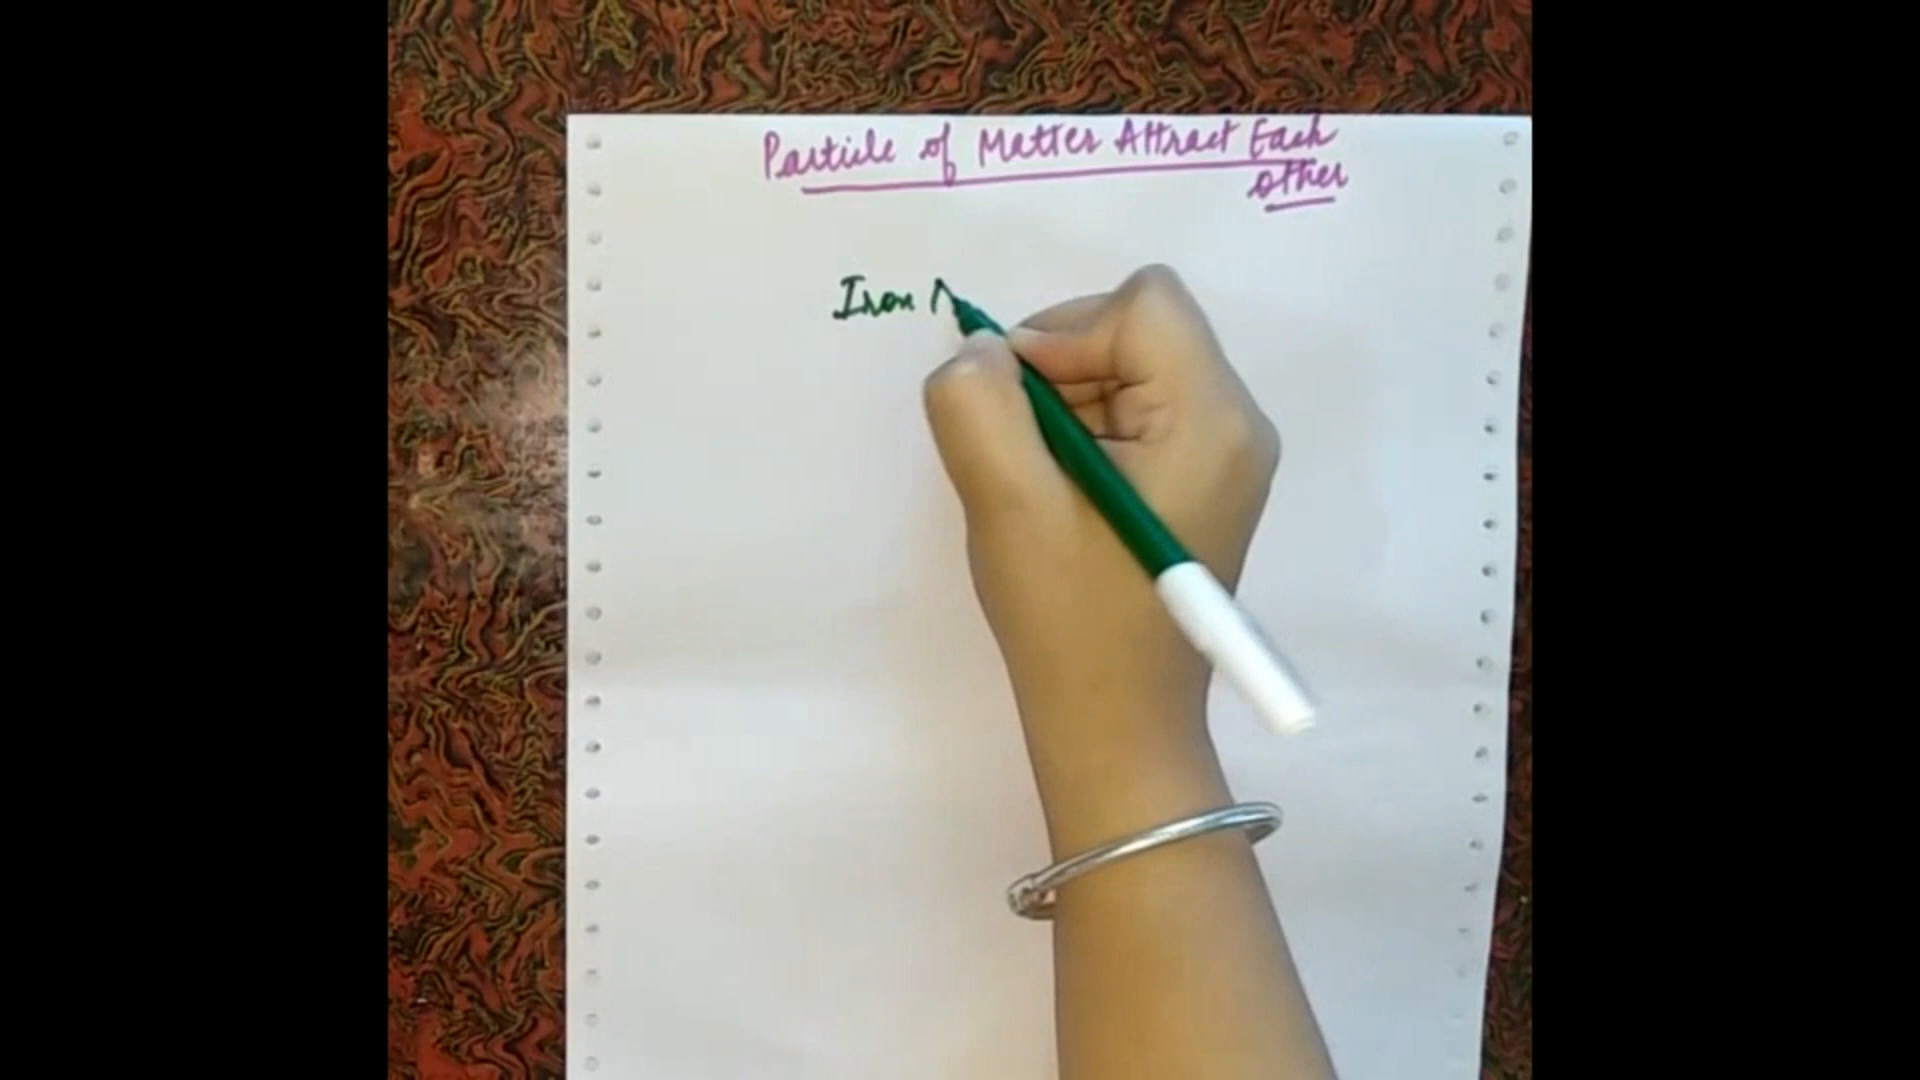 Particle of Matter Attract Each
other
Iron